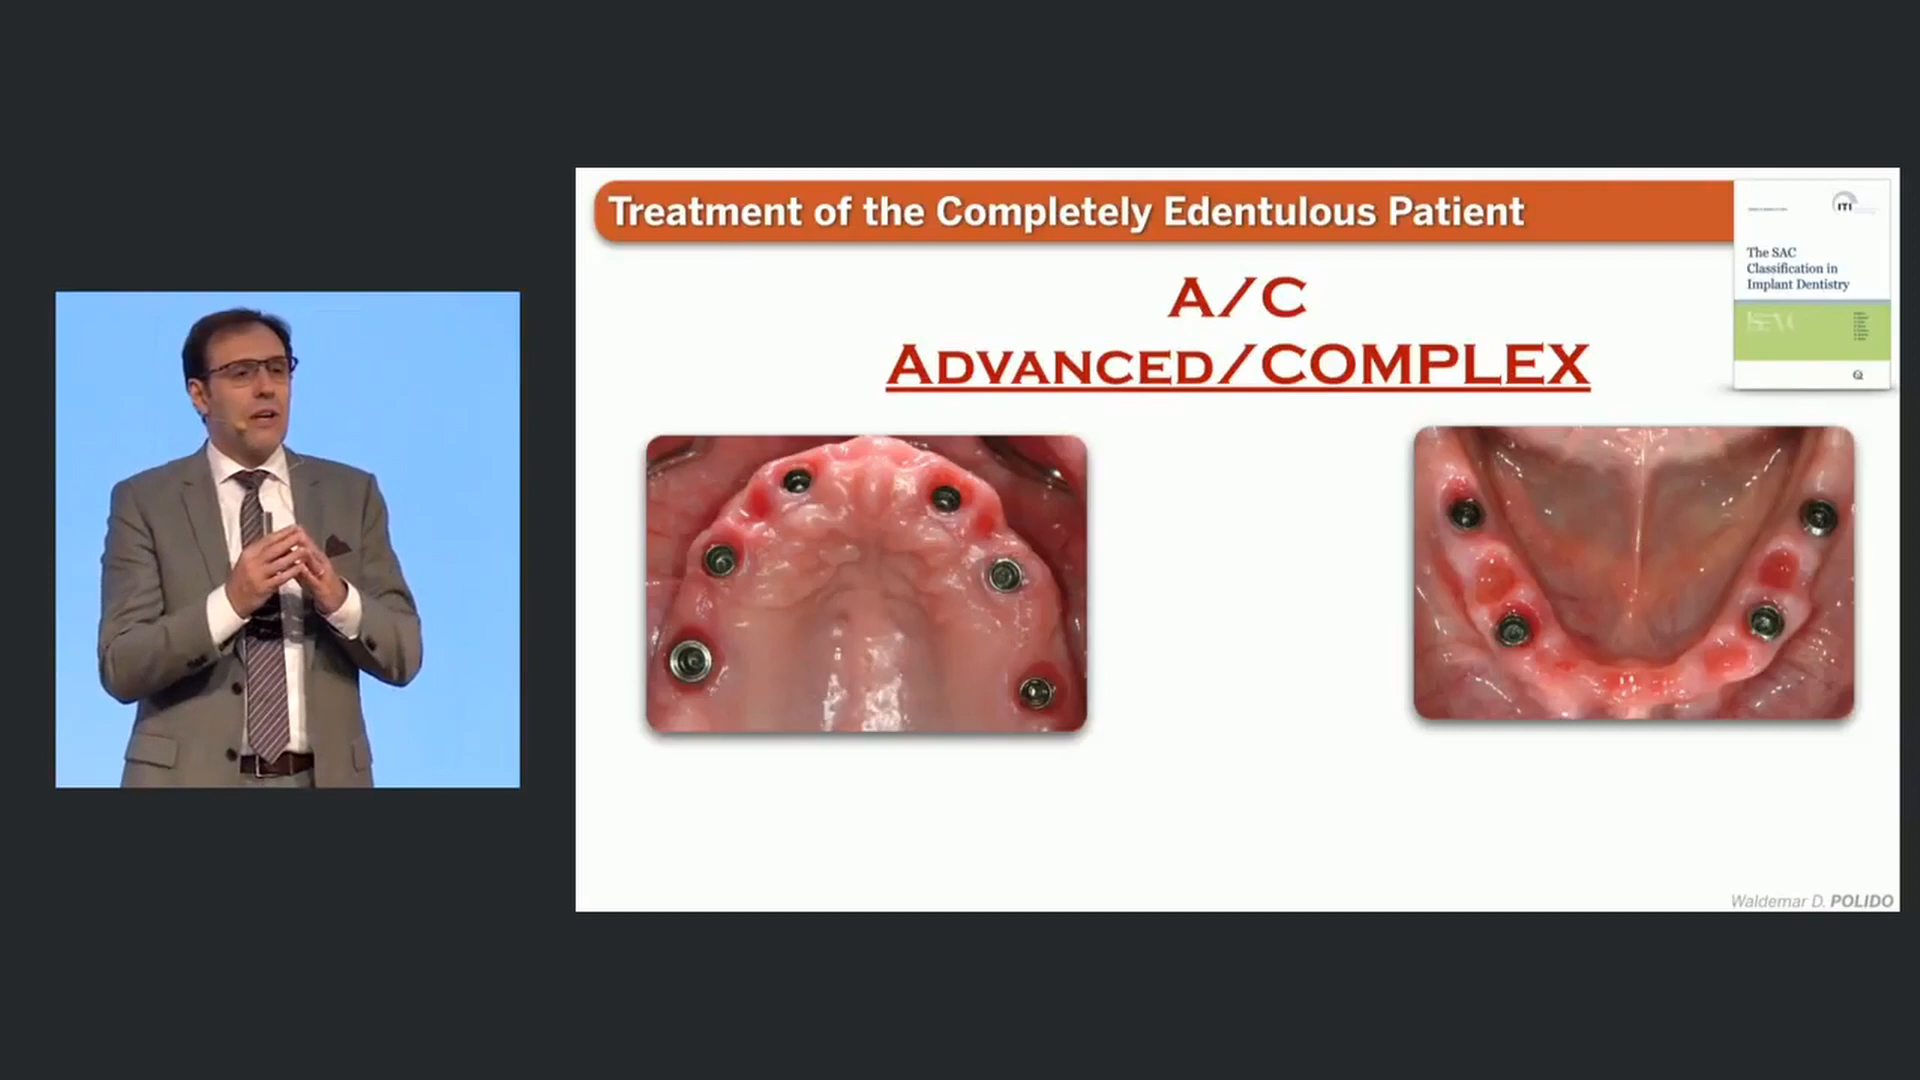 Treatment of the Completely Edentulous Patient
ITI
The SAC
Classification in
Implant Dentistry
A/C
ADVANCED/COMPLEX
Waldemar D. POLIDO